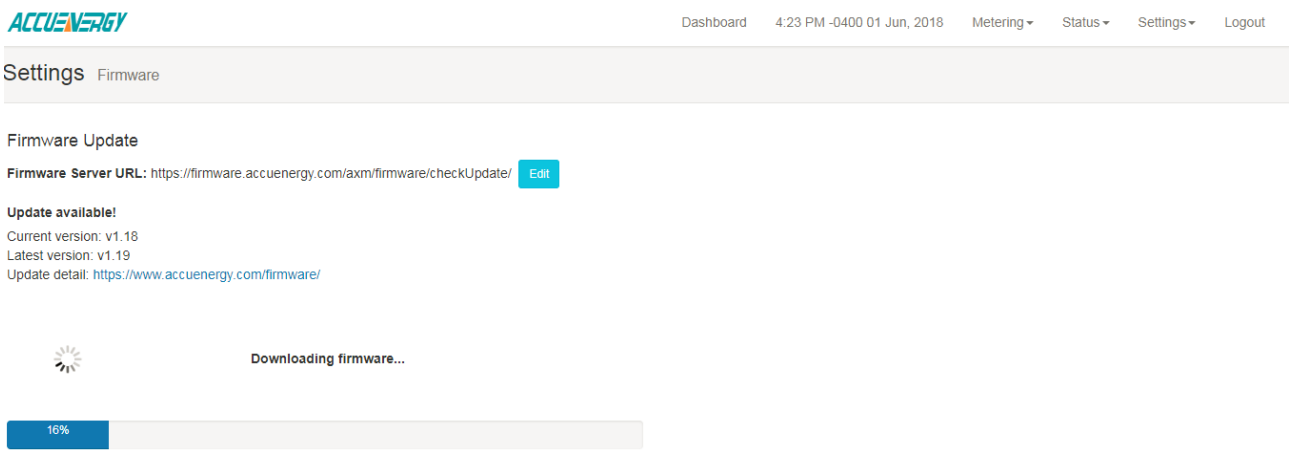 ACCUENERGY Dashboard 4:23 PM -0400 01 Jun, 2018 Metering Status Settings Logout
Settings Firmware
Firmware Update
Firmware Server URL: https://firmware.accuenergy.com/axm/firmware/checkUpdate/ Edit
Update available!
Current version: v1.18
Latest version: v1.19
Update detail: https://www.accuenergy.com/firmware/
Downloading firmware...
16%